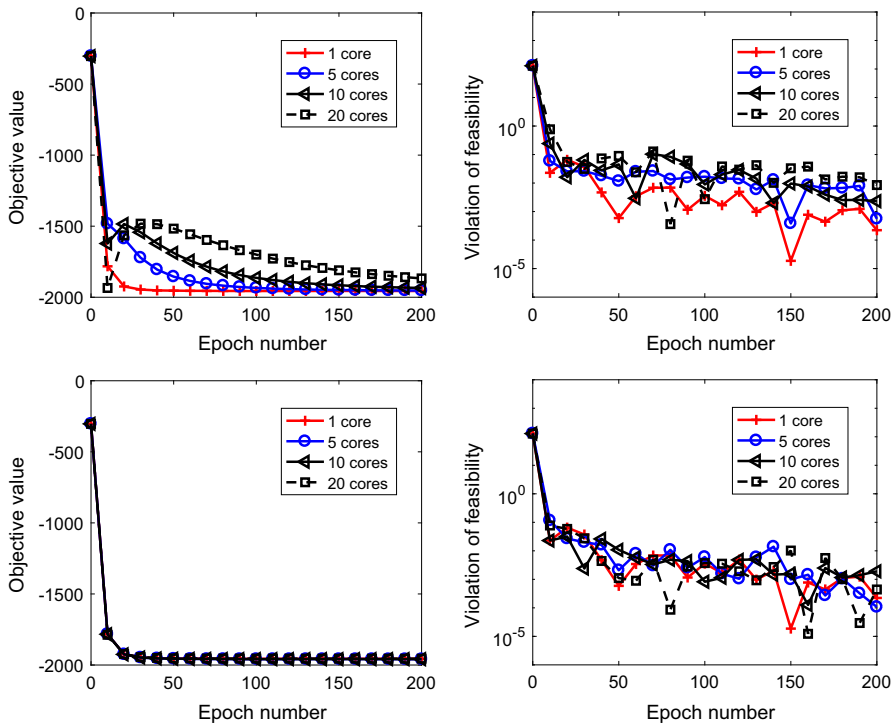 0
-500
-1000
-1500
-2000
Objective value
1 core
5 cores
10 cores
20 cores
0 50 100 150 200
Epoch number
10^0
10^-5
Violation of feasibility
1 core
5 cores
10 cores
20 cores
0 50 100 150 200
Epoch number
0
-500
-1000
-1500
-2000
Objective value
1 core
5 cores
10 cores
20 cores
0 50 100 150 200
Epoch number
10^0
10^-5
Violation of feasibility
1 core
5 cores
10 cores
20 cores
0 50 100 150 200
Epoch number